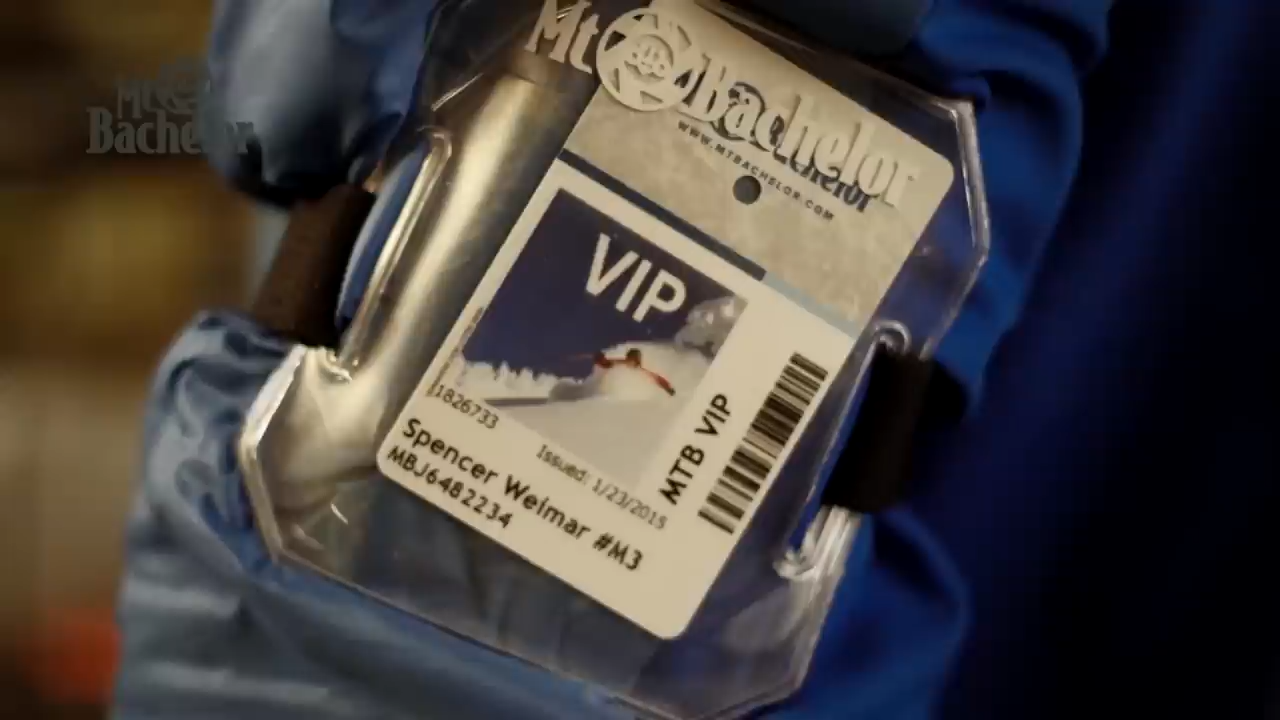 Mt Bachelor
Mt Bachelor
WWW.MTBACHELOR.COM
VIP
MTB VIP
1826733
Issued: 1/23/2015
Spencer Weimar #M3
MBJ6482234